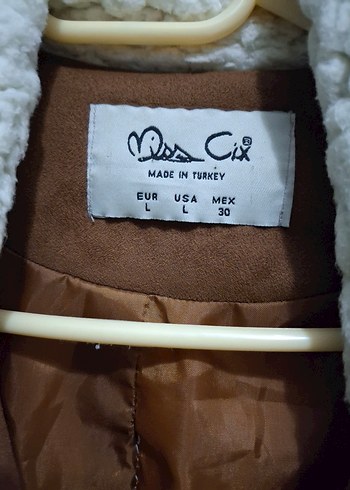 Miss Cix
MADE IN TURKEY
EUR USA MEX
L L 30